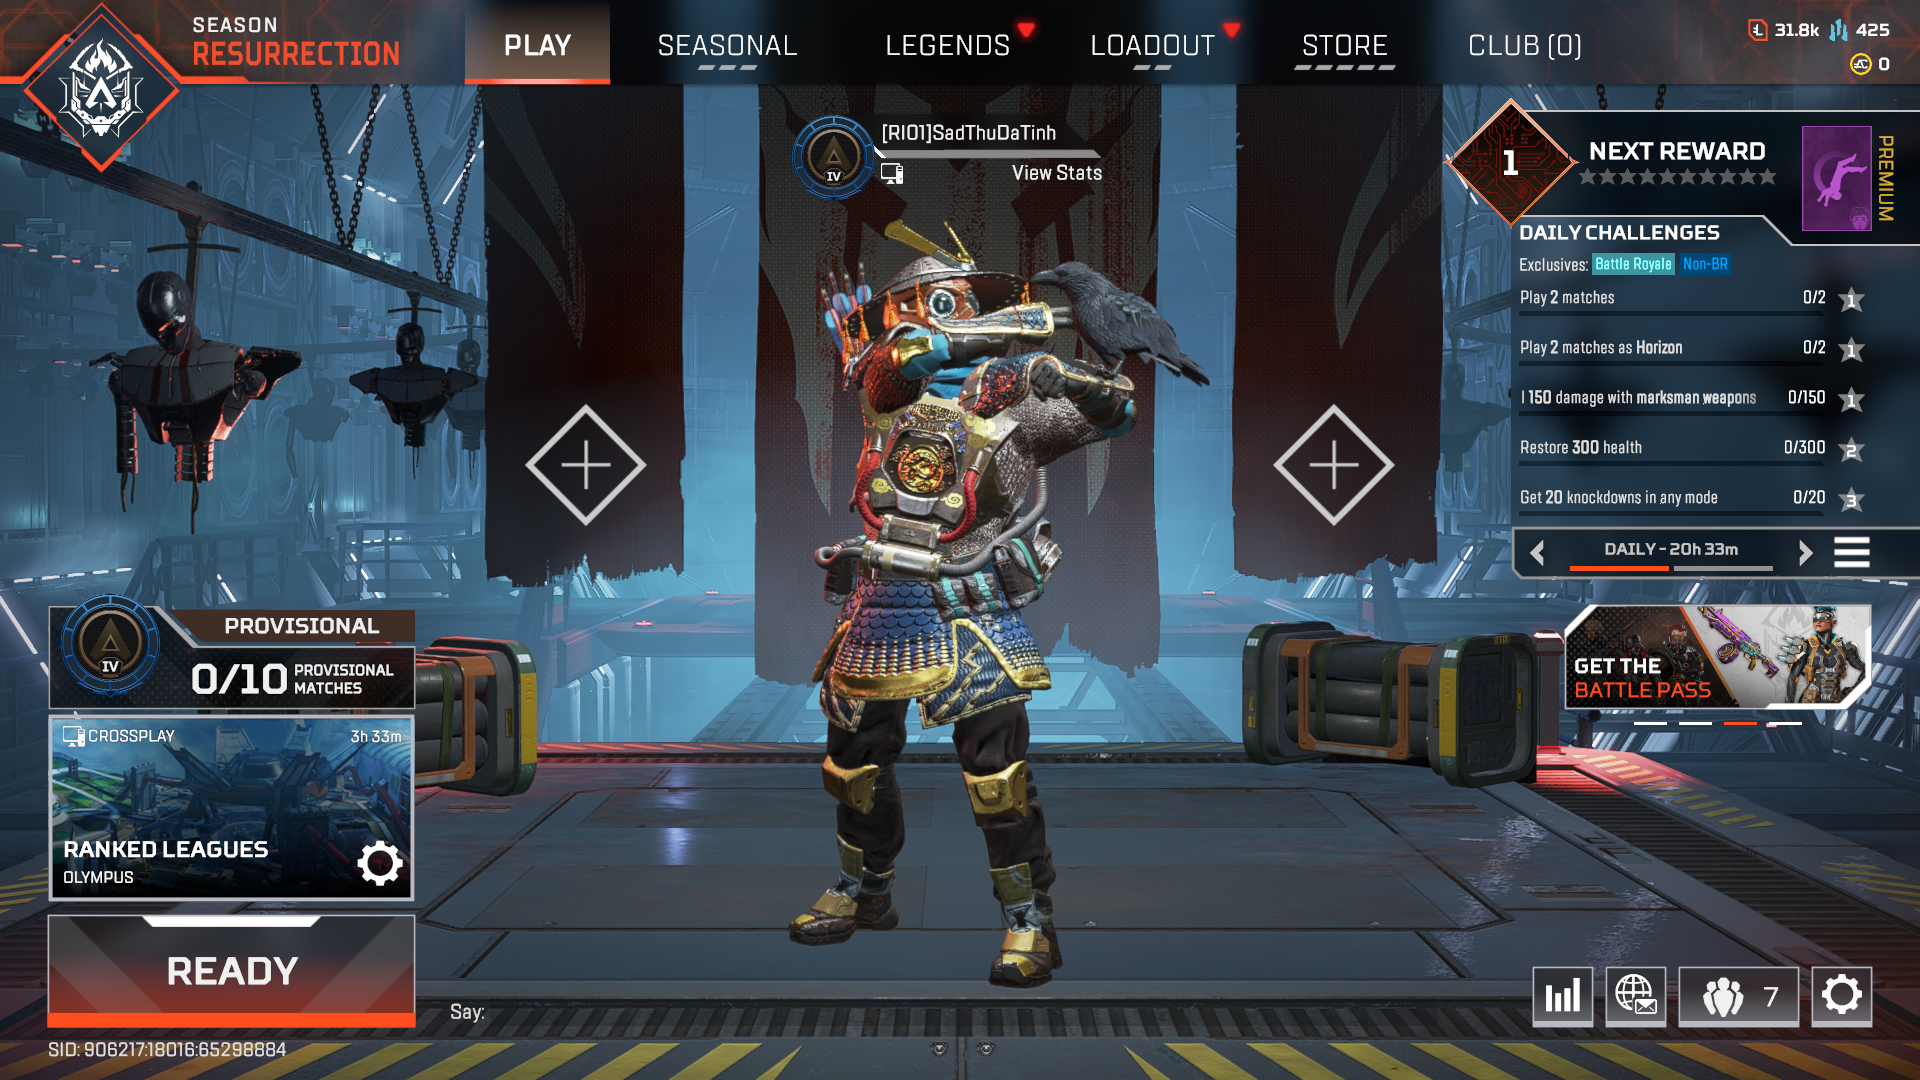 SEASON
RESURRECTION
PLAY
SEASONAL
LEGENDS
LOADOUT
STORE
CLUB (0)
31.8k
425
0
[RI01]SadThuDaTinh
View Stats
IV
1
NEXT REWARD
PREMIUM
DAILY CHALLENGES
Exclusives: Battle Royale Non-BR
Play 2 matches 0/2 1
Play 2 matches as Horizon 0/2 1
l 150 damage with marksman weapons 0/150 1
Restore 300 health 0/300 2
Get 20 knockdowns in any mode 0/20 3
DAILY - 20h 33m
GET THE
BATTLE PASS
PROVISIONAL
IV
0/10 PROVISIONAL
MATCHES
CROSSPLAY 3h 33m
RANKED LEAGUES
OLYMPUS
READY
Say:
7
SID: 906217:18016:65298884